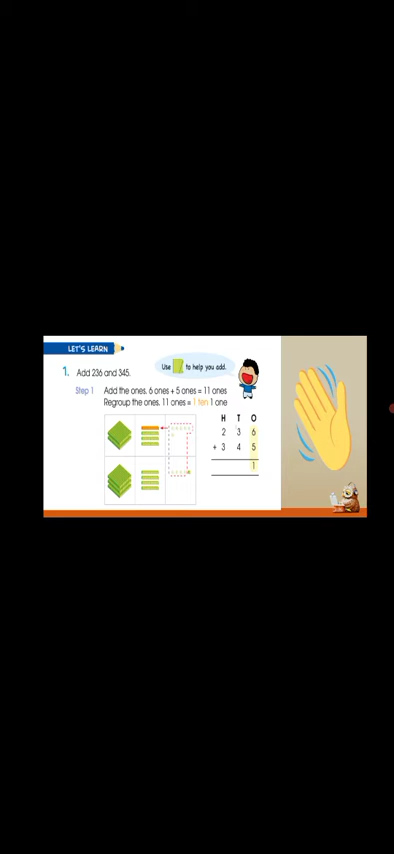 LET'S LEARN
Use to help you add.
1. Add 236 and 345.
Step 1 Add the ones. 6 ones + 5 ones = 11 ones
Regroup the ones. 11 ones = 1 ten 1 one
H T O
2 3 6
+ 3 4 5
1